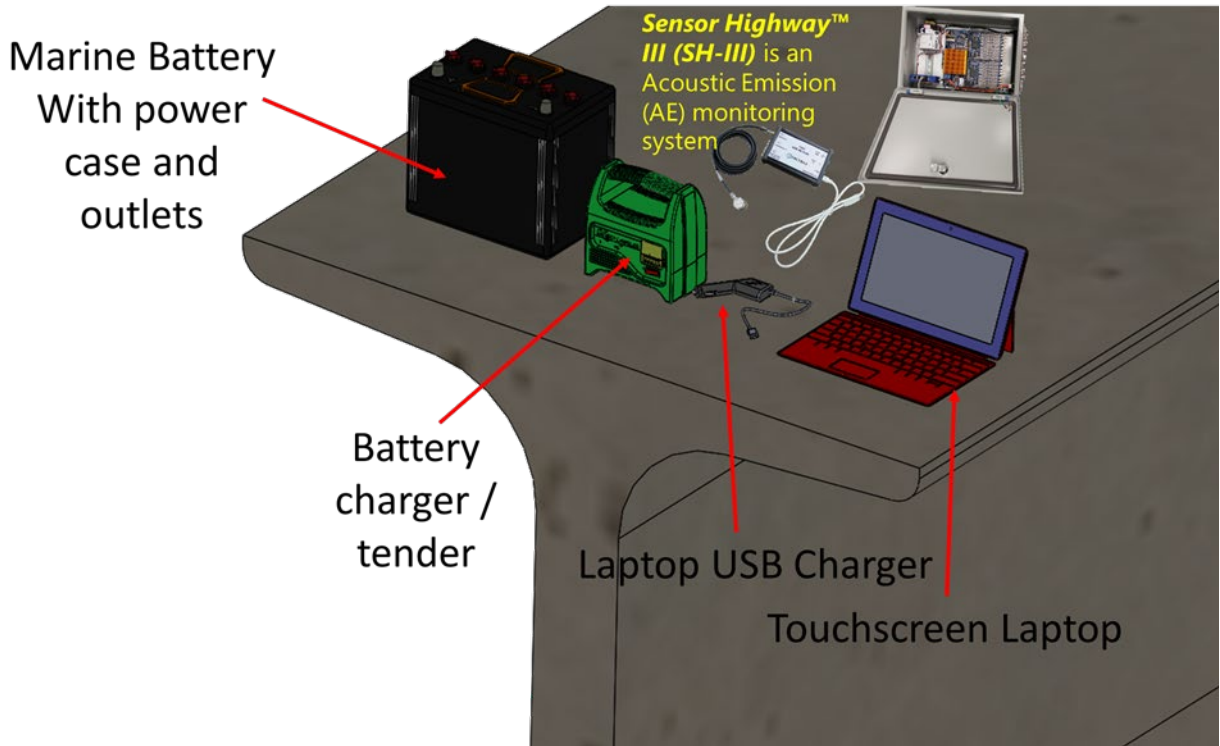 Marine Battery
With power
case and
outlets
Sensor Highway™
III (SH-III) is an
Acoustic Emission
(AE) monitoring
system
Battery
charger /
tender
Laptop USB Charger
Touchscreen Laptop